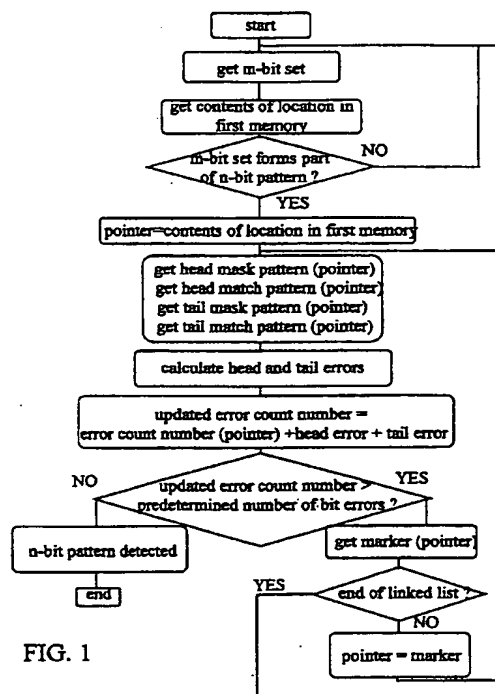 start
get m-bit set
get contents of location in
first memory
m-bit set forms part
of n-bit pattern ?
NO
YES
pointer=contents of location in first memory
get head mask pattern (pointer)
get head match pattern (pointer)
get tail mask pattern (pointer)
get tail match pattern (pointer)
calculate head and tail errors
updated error count number =
error count number (pointer) +head error + tail error
NO
updated error count number >
predetermined number of bit errors ?
YES
n-bit pattern detected
get marker (pointer)
end
YES
end of linked list ?
NO
pointer = marker
FIG. 1